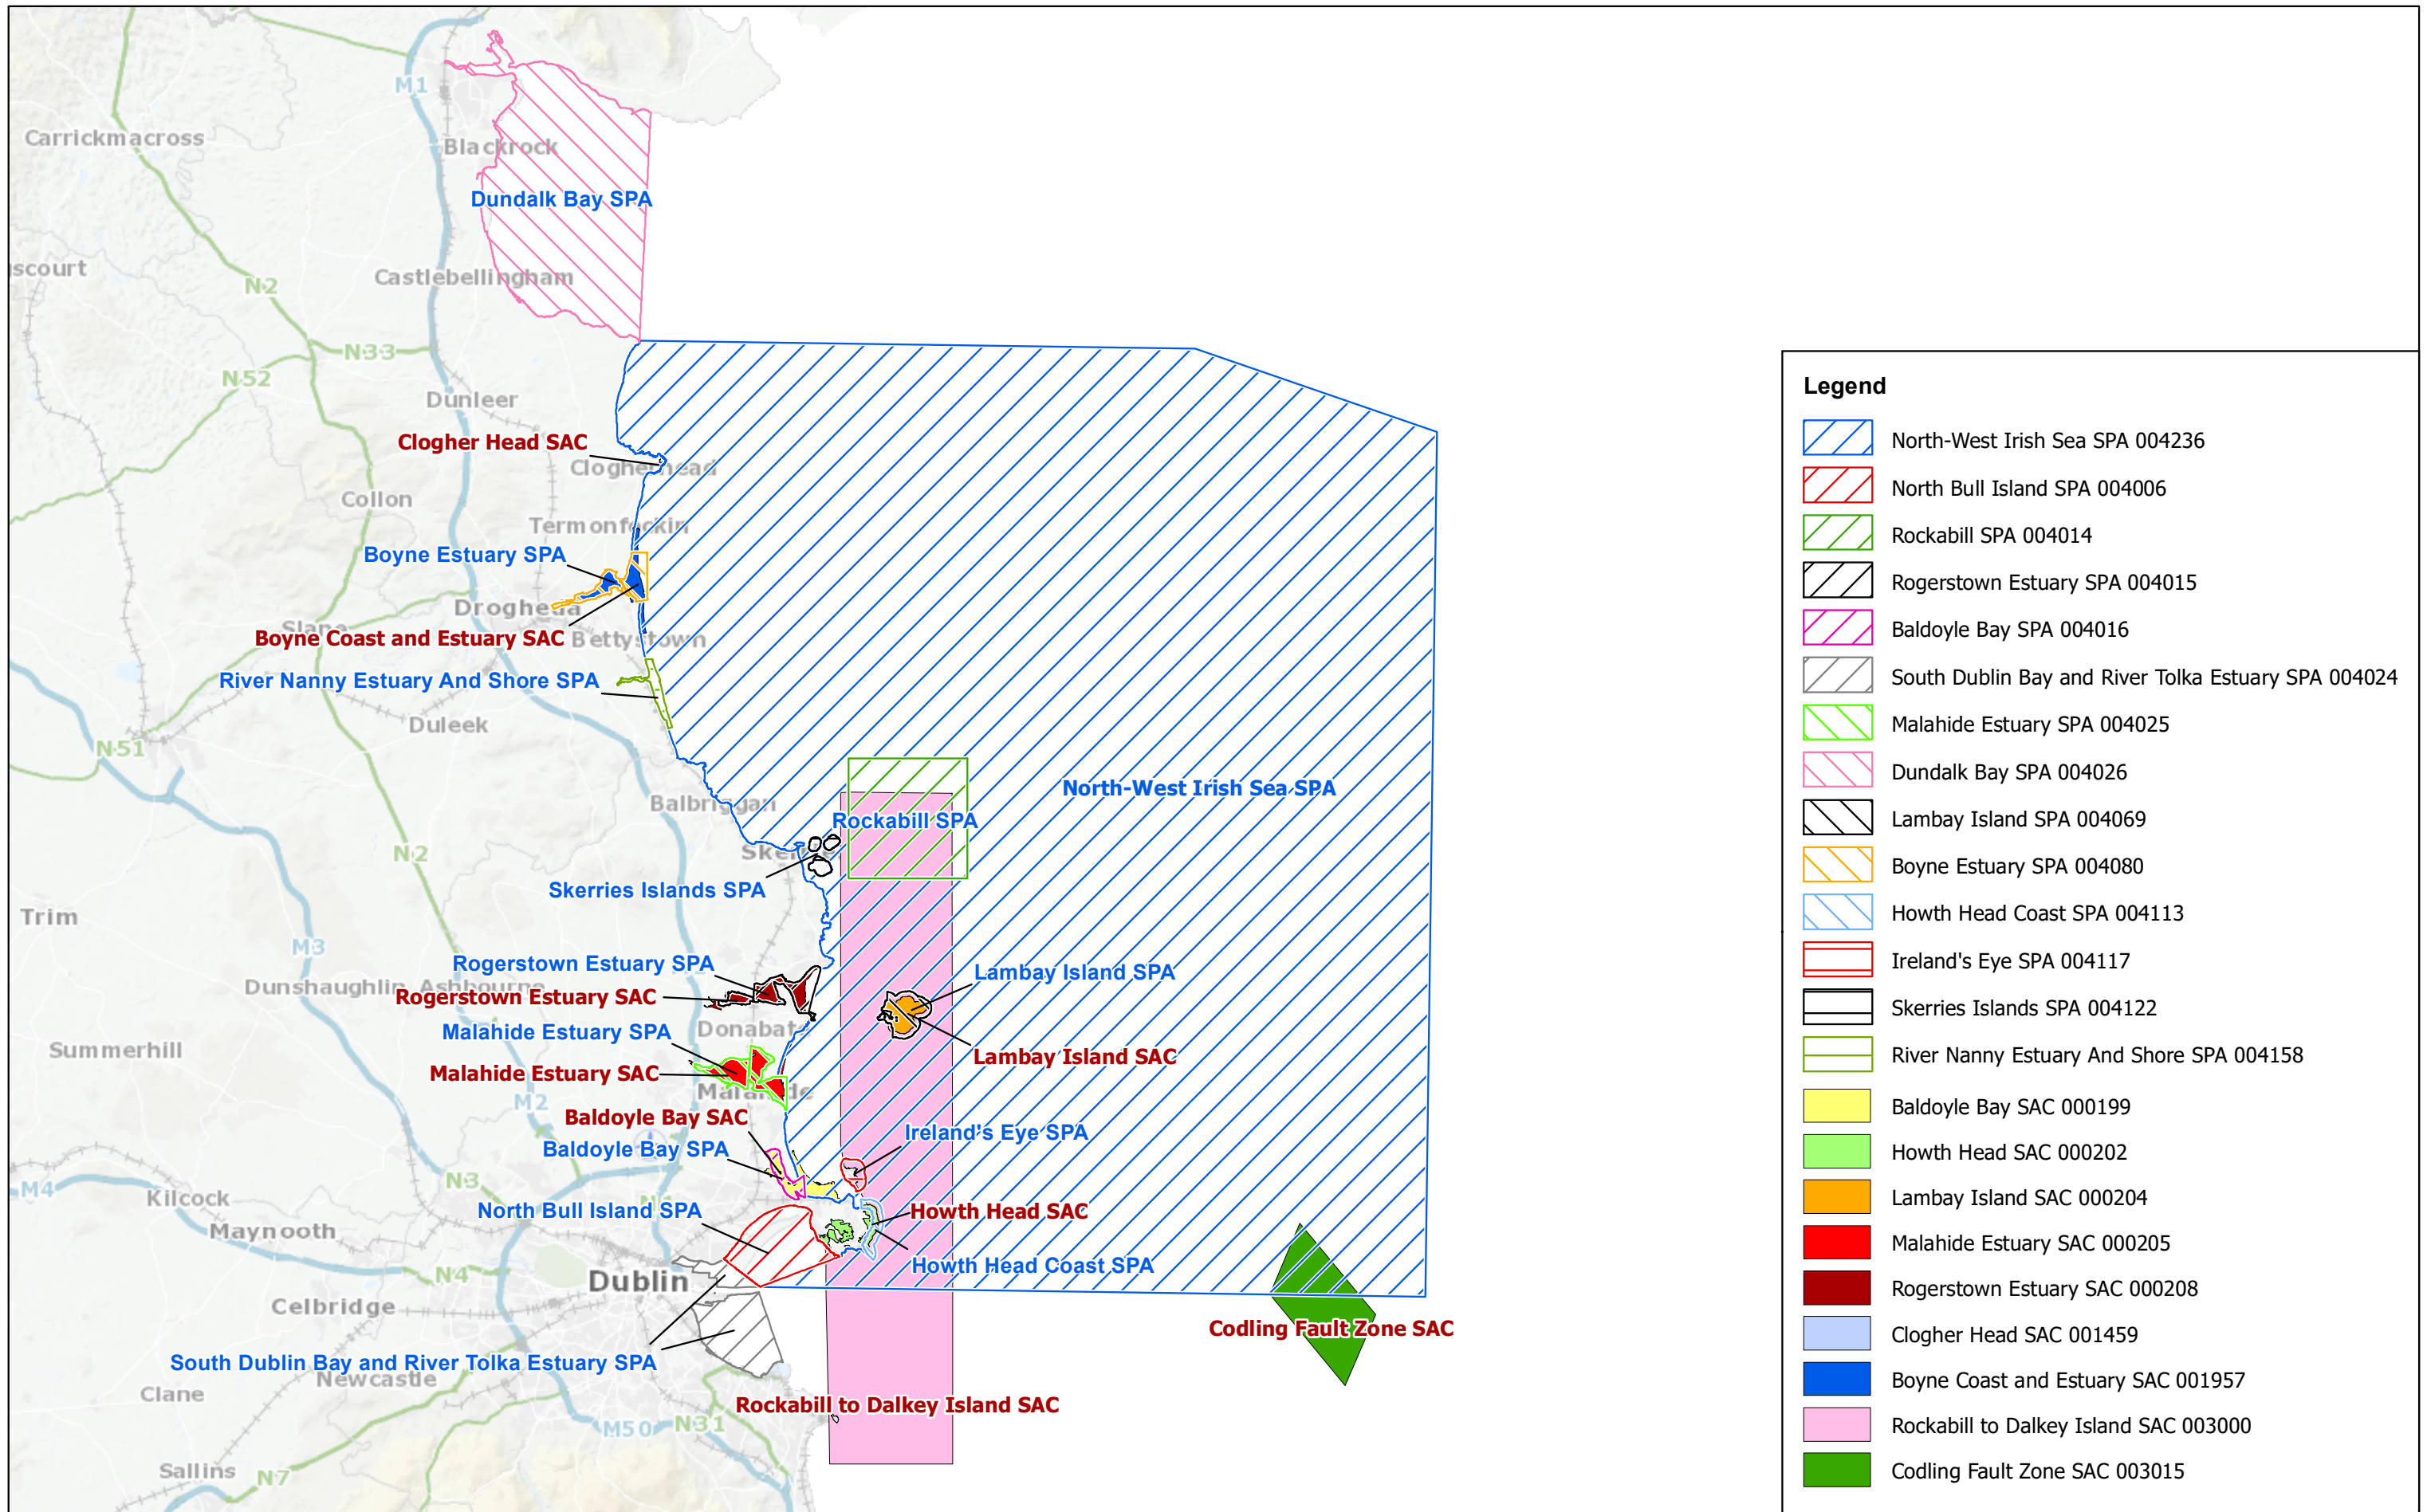 M1
Carrickmacross
Blackrock
Dundalk Bay SPA
scourt
Castlebellingham
N2
N33
N52
Dunleer
Clogher Head SAC
Clogherhead
Collon
Termonfeckin
Boyne Estuary SPA
Drogheda
Slane
Boyne Coast and Estuary SAC
Bettystown
River Nanny Estuary And Shore SPA
Duleek
N51
North-West Irish Sea SPA
Balbriggan
Rockabill SPA
N2
Skerries Islands SPA
Trim
M3
Rogerstown Estuary SPA
Lambay Island SPA
Dunshaughlin
Ashbourne
Rogerstown Estuary SAC
Malahide Estuary SPA
Donabate
Summerhill
Lambay Island SAC
Malahide Estuary SAC
Malahide
M2
Baldoyle Bay SAC
Ireland's Eye SPA
Baldoyle Bay SPA
N3
M4
Kilcock
N1
North Bull Island SPA
Howth Head SAC
Maynooth
Howth Head Coast SPA
N4
Dublin
Celbridge
Codling Fault Zone SAC
South Dublin Bay and River Tolka Estuary SPA
Newcastle
Clane
Rockabill to Dalkey Island SAC
M50
N31
Sallins
N7
Legend
North-West Irish Sea SPA 004236
North Bull Island SPA 004006
Rockabill SPA 004014
Rogerstown Estuary SPA 004015
Baldoyle Bay SPA 004016
South Dublin Bay and River Tolka Estuary SPA 004024
Malahide Estuary SPA 004025
Dundalk Bay SPA 004026
Lambay Island SPA 004069
Boyne Estuary SPA 004080
Howth Head Coast SPA 004113
Ireland's Eye SPA 004117
Skerries Islands SPA 004122
River Nanny Estuary And Shore SPA 004158
Baldoyle Bay SAC 000199
Howth Head SAC 000202
Lambay Island SAC 000204
Malahide Estuary SAC 000205
Rogerstown Estuary SAC 000208
Clogher Head SAC 001459
Boyne Coast and Estuary SAC 001957
Rockabill to Dalkey Island SAC 003000
Codling Fault Zone SAC 003015